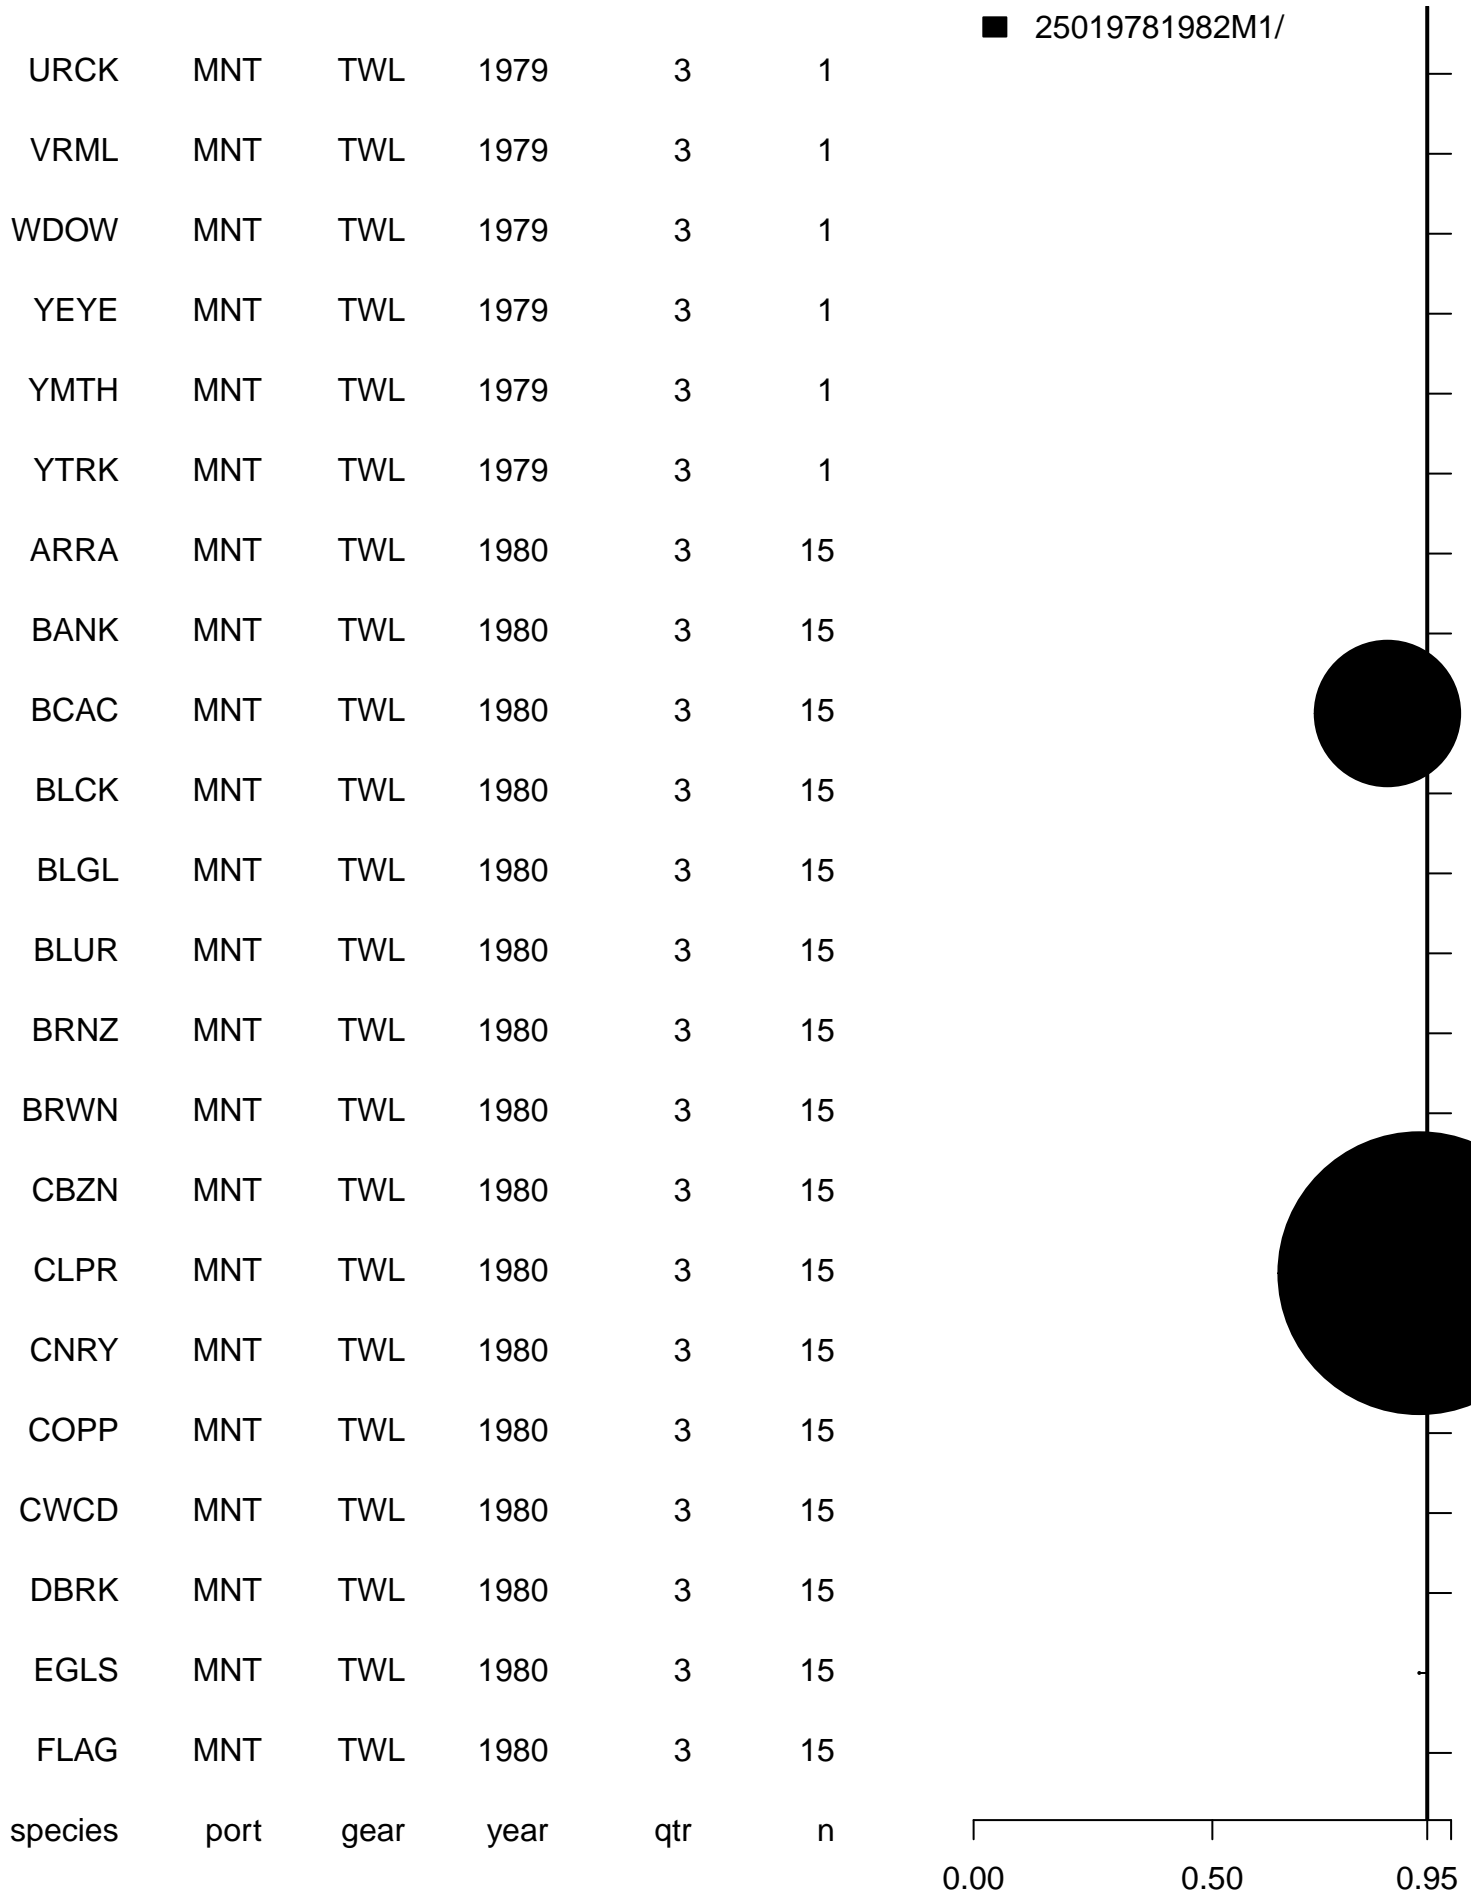 25019781982M1/
URCK MNT TWL 1979 3 1
VRML MNT TWL 1979 3 1
WDOW MNT TWL 1979 3 1
YEYE MNT TWL 1979 3 1
YMTH MNT TWL 1979 3 1
YTRK MNT TWL 1979 3 1
ARRA MNT TWL 1980 3 15
BANK MNT TWL 1980 3 15
BCAC MNT TWL 1980 3 15
BLCK MNT TWL 1980 3 15
BLGL MNT TWL 1980 3 15
BLUR MNT TWL 1980 3 15
BRNZ MNT TWL 1980 3 15
BRWN MNT TWL 1980 3 15
CBZN MNT TWL 1980 3 15
CLPR MNT TWL 1980 3 15
CNRY MNT TWL 1980 3 15
COPP MNT TWL 1980 3 15
CWCD MNT TWL 1980 3 15
DBRK MNT TWL 1980 3 15
EGLS MNT TWL 1980 3 15
FLAG MNT TWL 1980 3 15
species port gear year qtr n
0.00 0.50 0.95